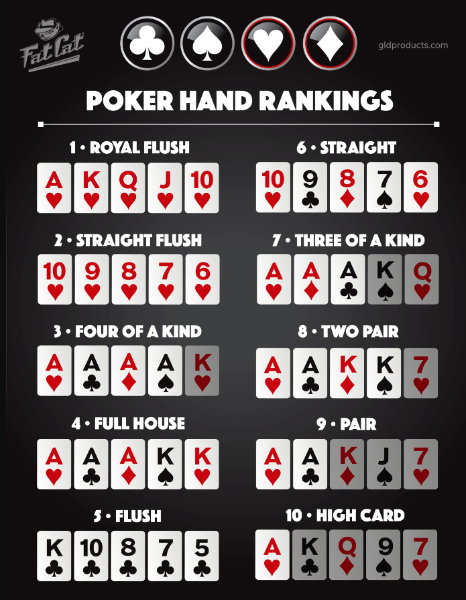 Fat Cat
gldproducts.com
POKER HAND RANKINGS
1 • ROYAL FLUSH
A K Q J 10
2 • STRAIGHT FLUSH
10 9 8 7 6
3 • FOUR OF A KIND
A A A A K
4 • FULL HOUSE
A A A K K
5 • FLUSH
K 10 8 7 5
6 • STRAIGHT
10 9 8 7 6
7 • THREE OF A KIND
A A A K Q
8 • TWO PAIR
A A K K 7
9 • PAIR
A A K J 7
10 • HIGH CARD
A K Q 9 7